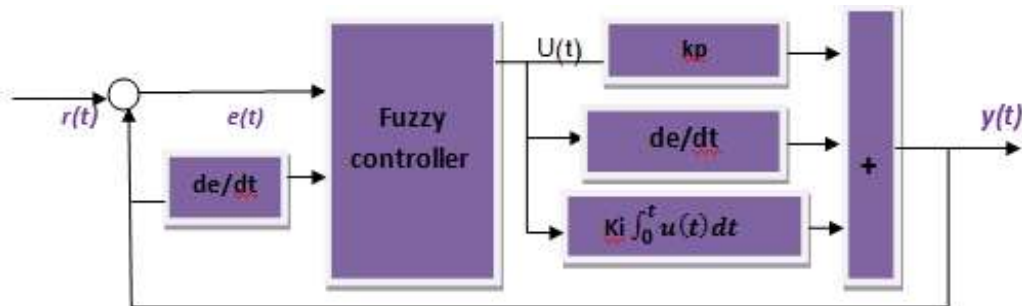 r(t)
e(t)
de/dt
Fuzzy
controller
U(t)
kp
de/dt
Ki ∫₀ᵗ u(t) dt
+
y(t)